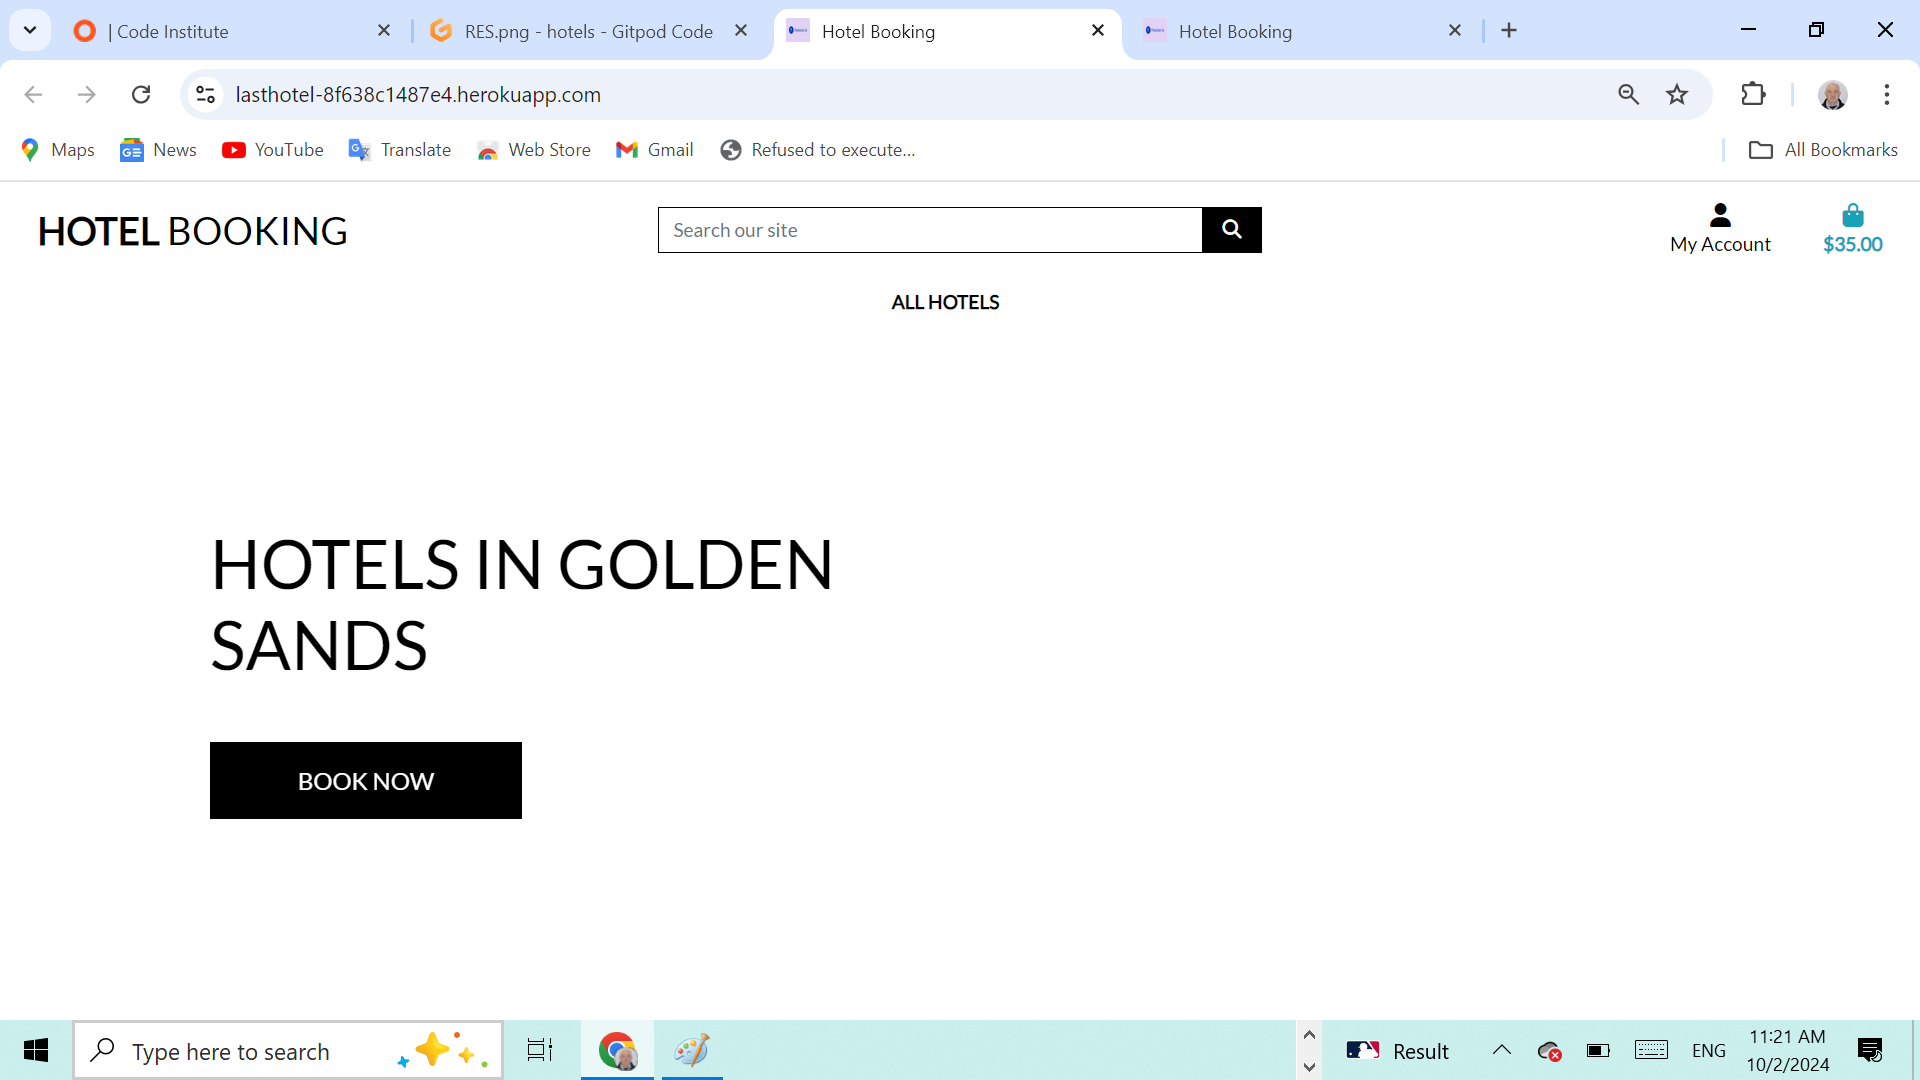 | Code Institute
RES.png - hotels - Gitpod Code
Hotel Booking
Hotel Booking
lasthotel-8f638c1487e4.herokuapp.com
Maps
News
YouTube
Translate
Web Store
Gmail
Refused to execute...
All Bookmarks
HOTEL BOOKING
Search our site
My Account
$35.00
ALL HOTELS
HOTELS IN GOLDEN
SANDS
BOOK NOW
Type here to search
Result
ENG
11:21 AM
10/2/2024